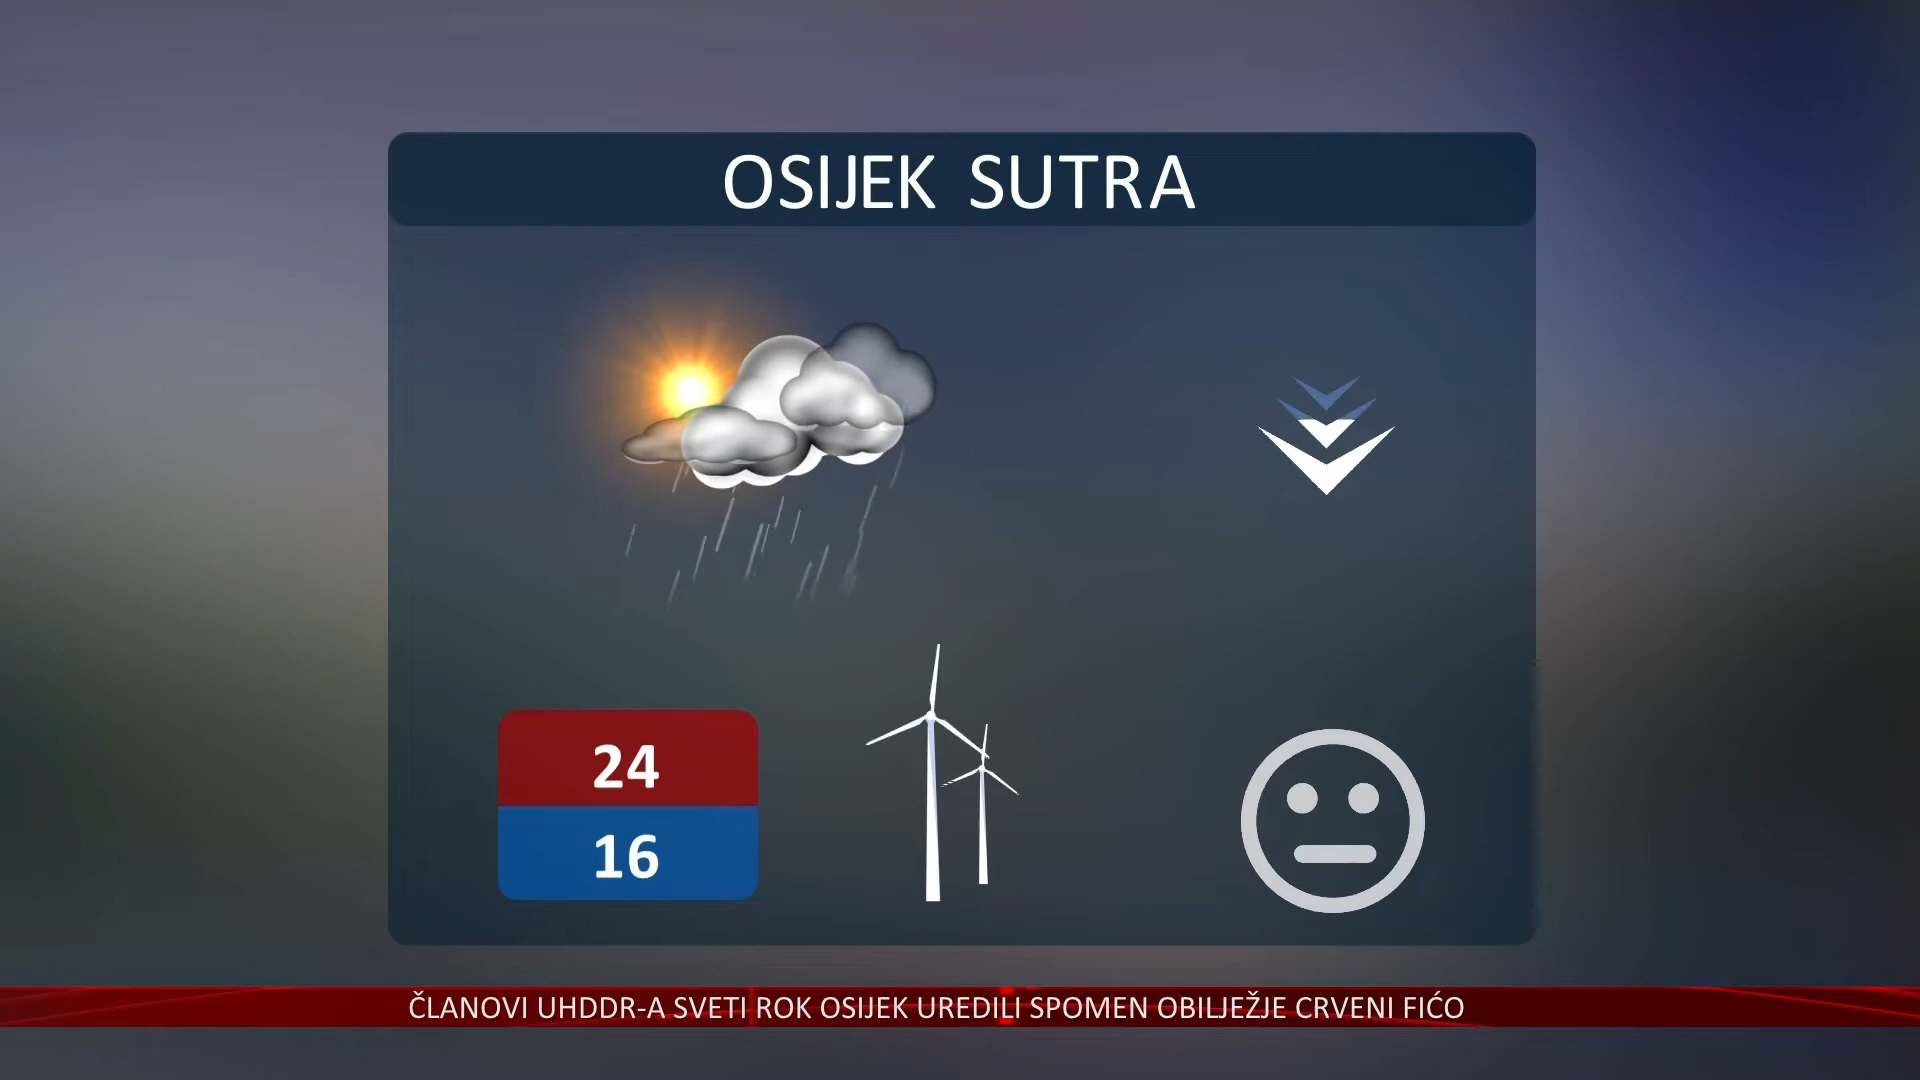 OSIJEK SUTRA
24
16
ČLANOVI UHDDR-A SVETI ROK OSIJEK UREDILI SPOMEN OBILJEŽJE CRVENI FIĆO